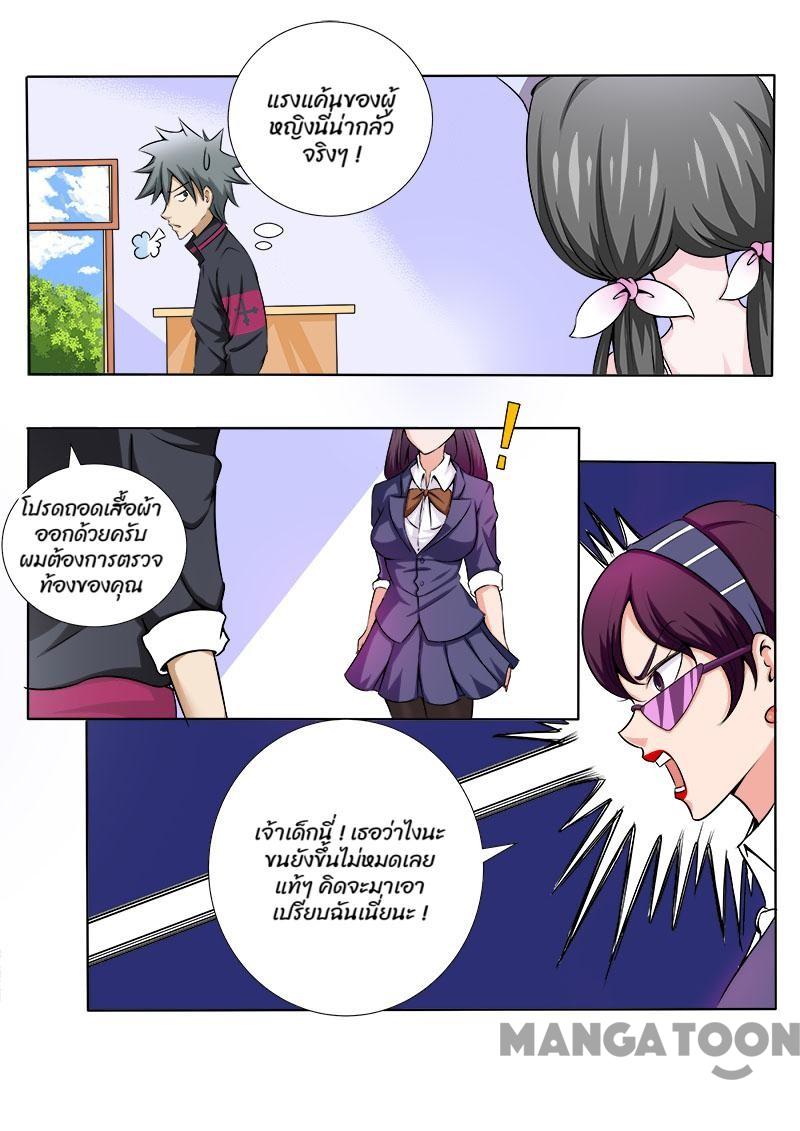 แรงแค้นของผู้
หญิงนี่น่ากลัว
จริงๆ !
!
โปรดถอดเสื้อผ้า
ออกด้วยครับ
ผมต้องการตรวจ
ท้องของคุณ
เจ้าเด็กนี่ ! เธอว่าไงนะ
ขนยังขึ้นไม่หมดเลย
แท้ๆ คิดจะมาเอา
เปรียบฉันเนี่ยนะ !
MANGATOON